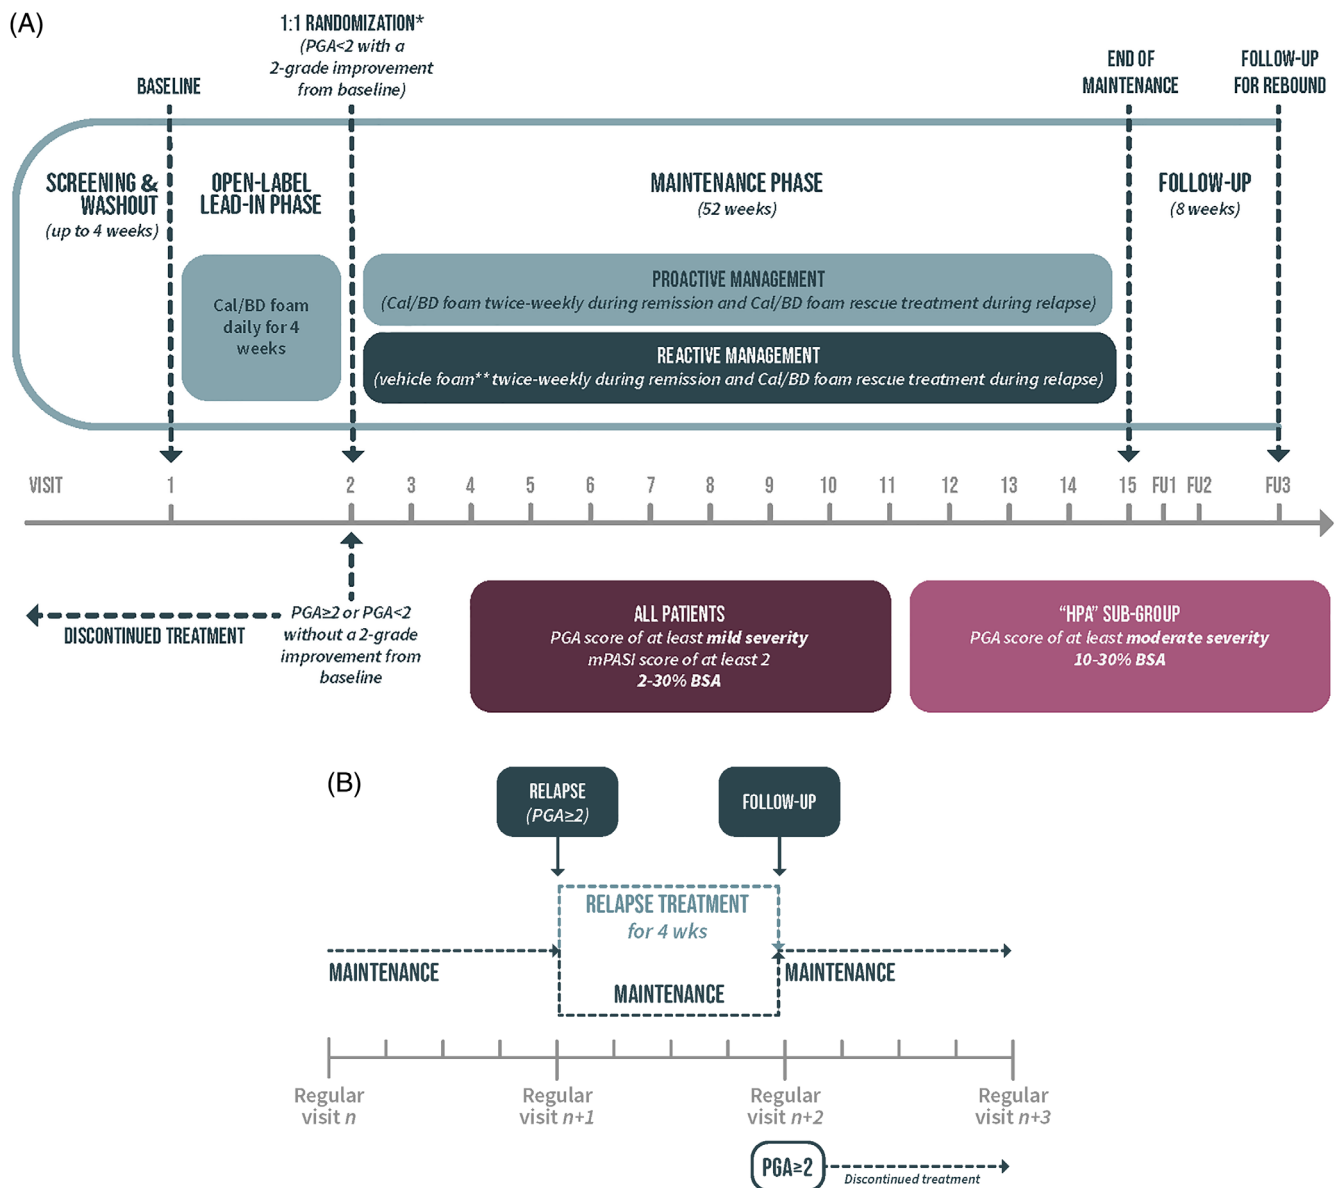 (A)
1:1 RANDOMIZATION*
(PGA<2 with a
2-grade improvement
from baseline)
BASELINE
END OF
MAINTENANCE
FOLLOW-UP
FOR REBOUND
SCREENING &
WASHOUT
(up to 4 weeks)
OPEN-LABEL
LEAD-IN PHASE
MAINTENANCE PHASE
(52 weeks)
FOLLOW-UP
(8 weeks)
Cal/BD foam
daily for 4
weeks
PROACTIVE MANAGEMENT
(Cal/BD foam twice-weekly during remission and Cal/BD foam rescue treatment during relapse)
REACTIVE MANAGEMENT
(vehicle foam** twice-weekly during remission and Cal/BD foam rescue treatment during relapse)
VISIT 1 2 3 4 5 6 7 8 9 10 11 12 13 14 15 FU1 FU2 FU3
DISCONTINUED TREATMENT
PGA≥2 or PGA<2
without a 2-grade
improvement from
baseline
ALL PATIENTS
PGA score of at least mild severity
mPASI score of at least 2
2-30% BSA
“HPA” SUB-GROUP
PGA score of at least moderate severity
10-30% BSA
(B)
RELAPSE
(PGA≥2)
FOLLOW-UP
RELAPSE TREATMENT
for 4 wks
MAINTENANCE
MAINTENANCE
MAINTENANCE
Regular
visit n
Regular
visit n+1
Regular
visit n+2
Regular
visit n+3
PGA≥2
Discontinued treatment